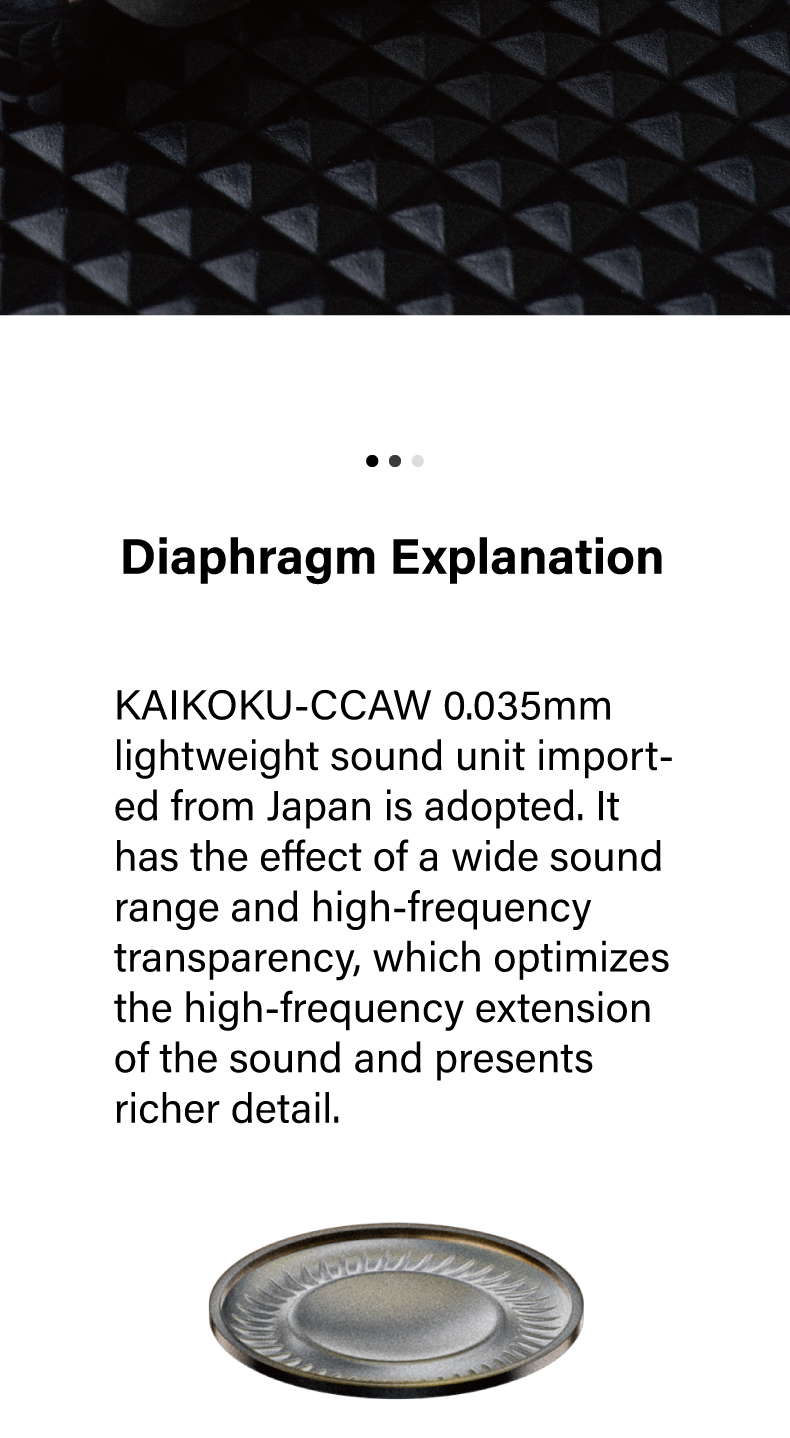 Diaphragm Explanation
KAIKOKU-CCAW 0.035mm
lightweight sound unit import-
ed from Japan is adopted. It
has the effect of a wide sound
range and high-frequency
transparency, which optimizes
the high-frequency extension
of the sound and presents
richer detail.